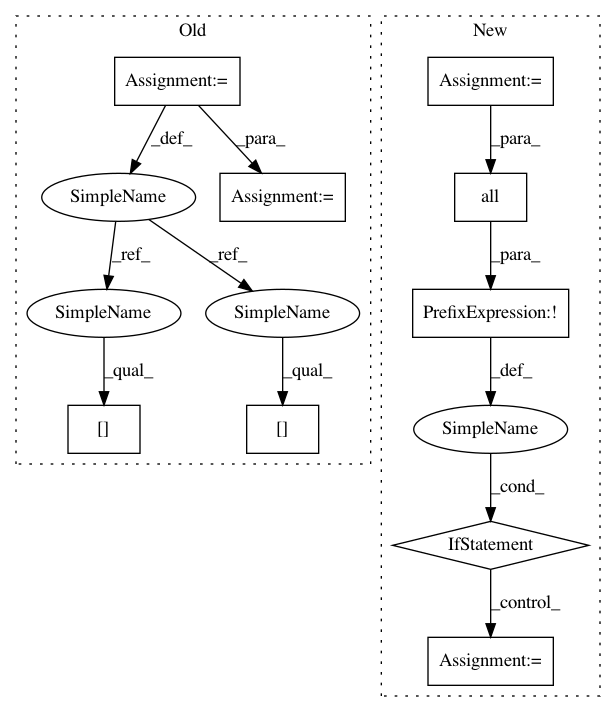 Old
New
Assignment:=
Assignment:=
_def_
_para_
_para_
SimpleName
Assignment:=
all
_ref_
_ref_
_para_
SimpleName
SimpleName
PrefixExpression:!
_qual_
_qual_
_def_
[]
[]
SimpleName
_cond_
IfStatement
_control_
Assignment:=